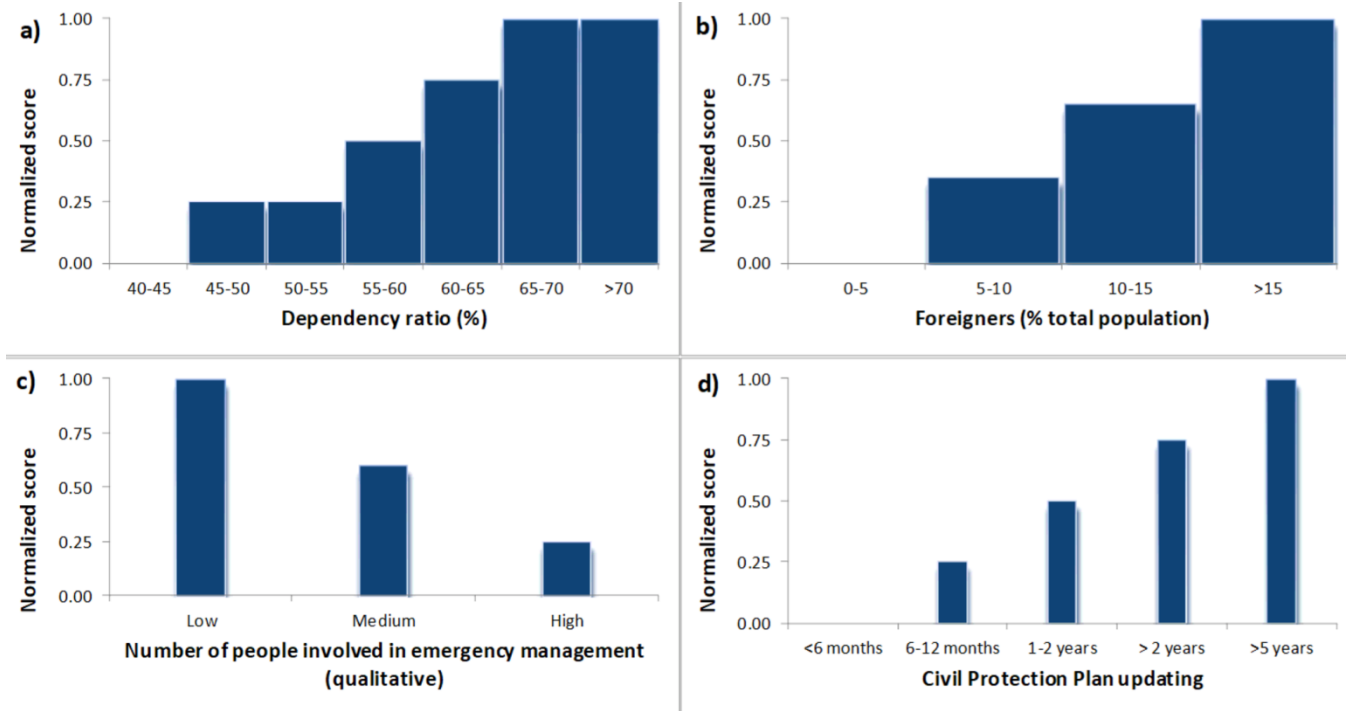 a)
Normalized score
1.00
0.75
0.50
0.25
0.00
40-45 45-50 50-55 55-60 60-65 65-70 >70
Dependency ratio (%)
b)
Normalized score
1.00
0.75
0.50
0.25
0.00
0-5 5-10 10-15 >15
Foreigners (% total population)
c)
Normalized score
1.00
0.75
0.50
0.25
0.00
Low Medium High
Number of people involved in emergency management
(qualitative)
d)
Normalized score
1.00
0.75
0.50
0.25
0.00
<6 months 6-12 months 1-2 years > 2 years >5 years
Civil Protection Plan updating